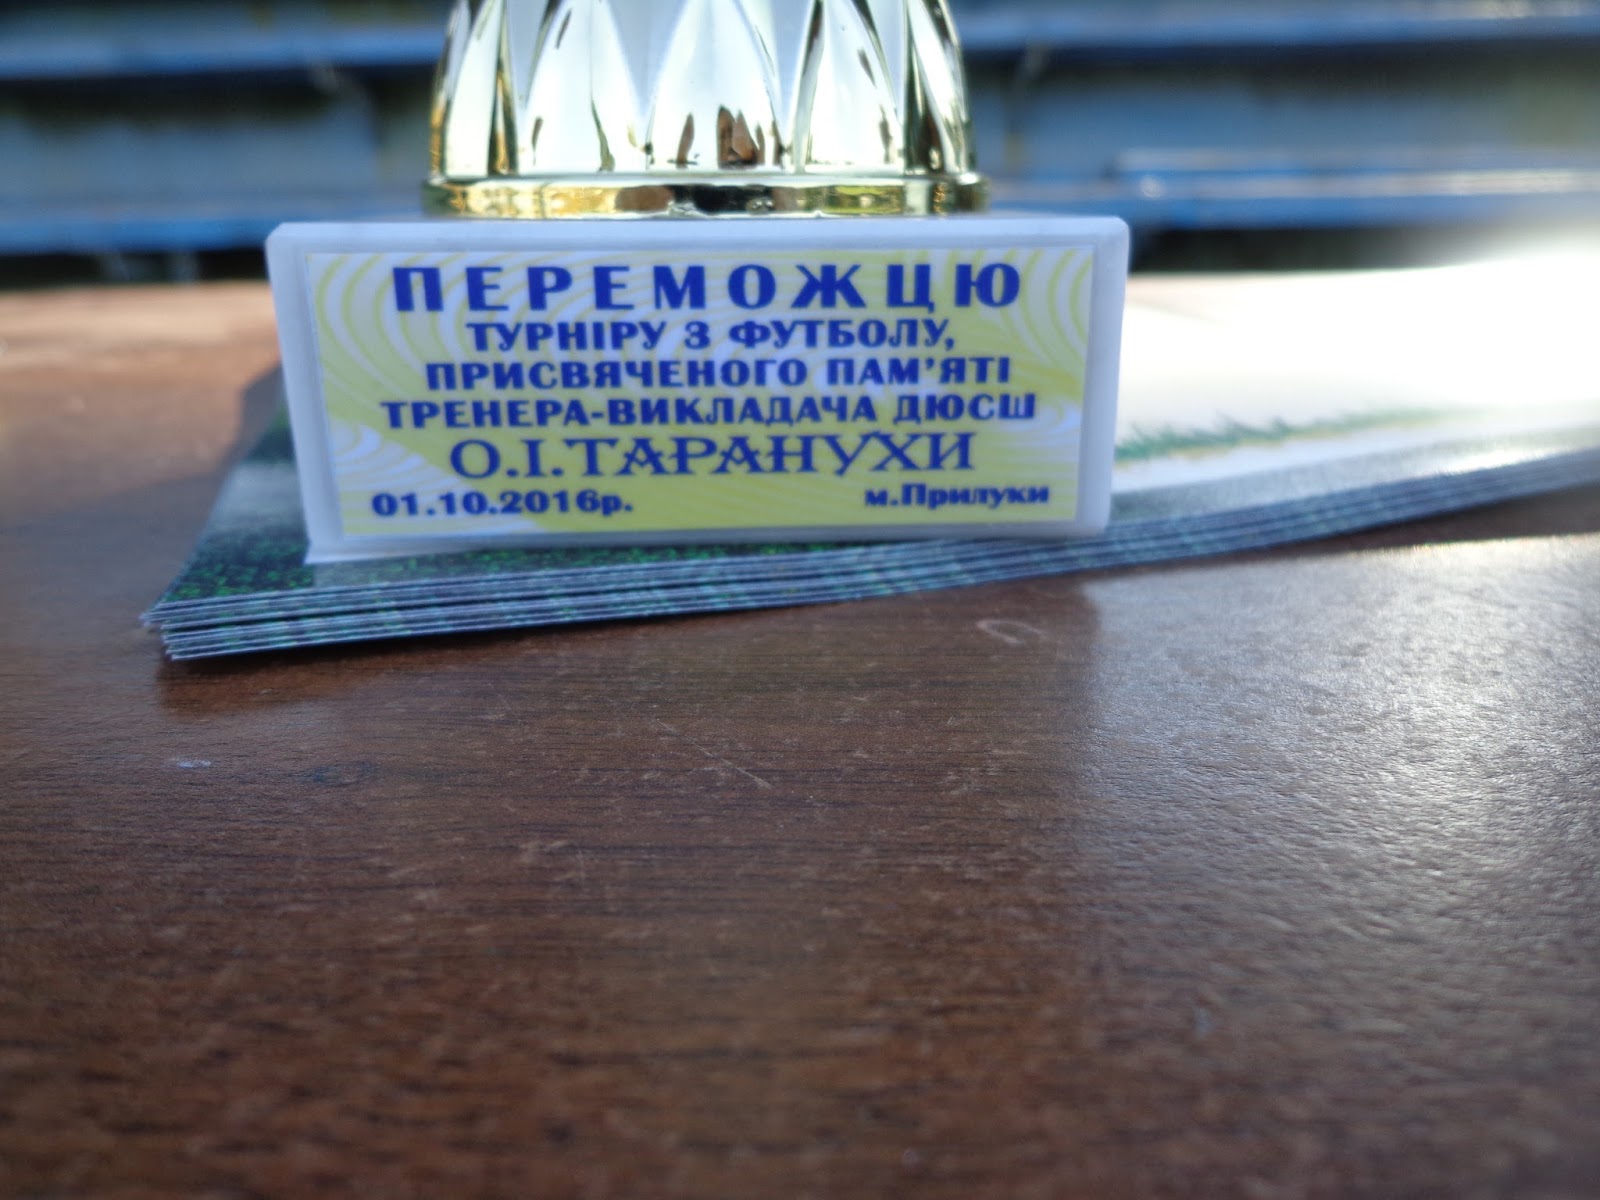 ПЕРЕМОЖЦЮ
ТУРНІРУ З ФУТБОЛУ,
ПРИСВЯЧЕНОГО ПАМ'ЯТІ
ТРЕНЕРА-ВИКЛАДАЧА ДЮСШ
О.І.ТАРАНУХИ
01.10.2016р. м.Прилуки